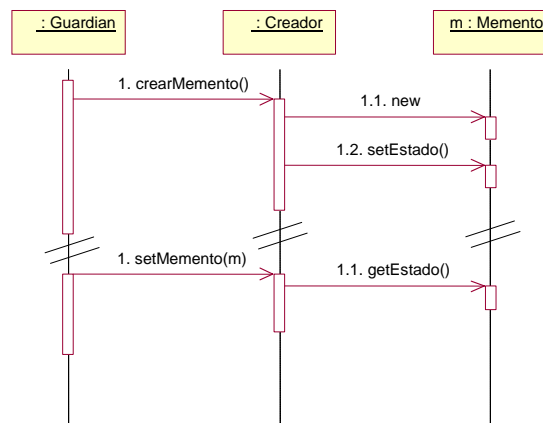 : Guardian
: Creador
m : Memento
1. crearMemento()
1.1. new
1.2. setEstado()
1. setMemento(m)
1.1. getEstado()